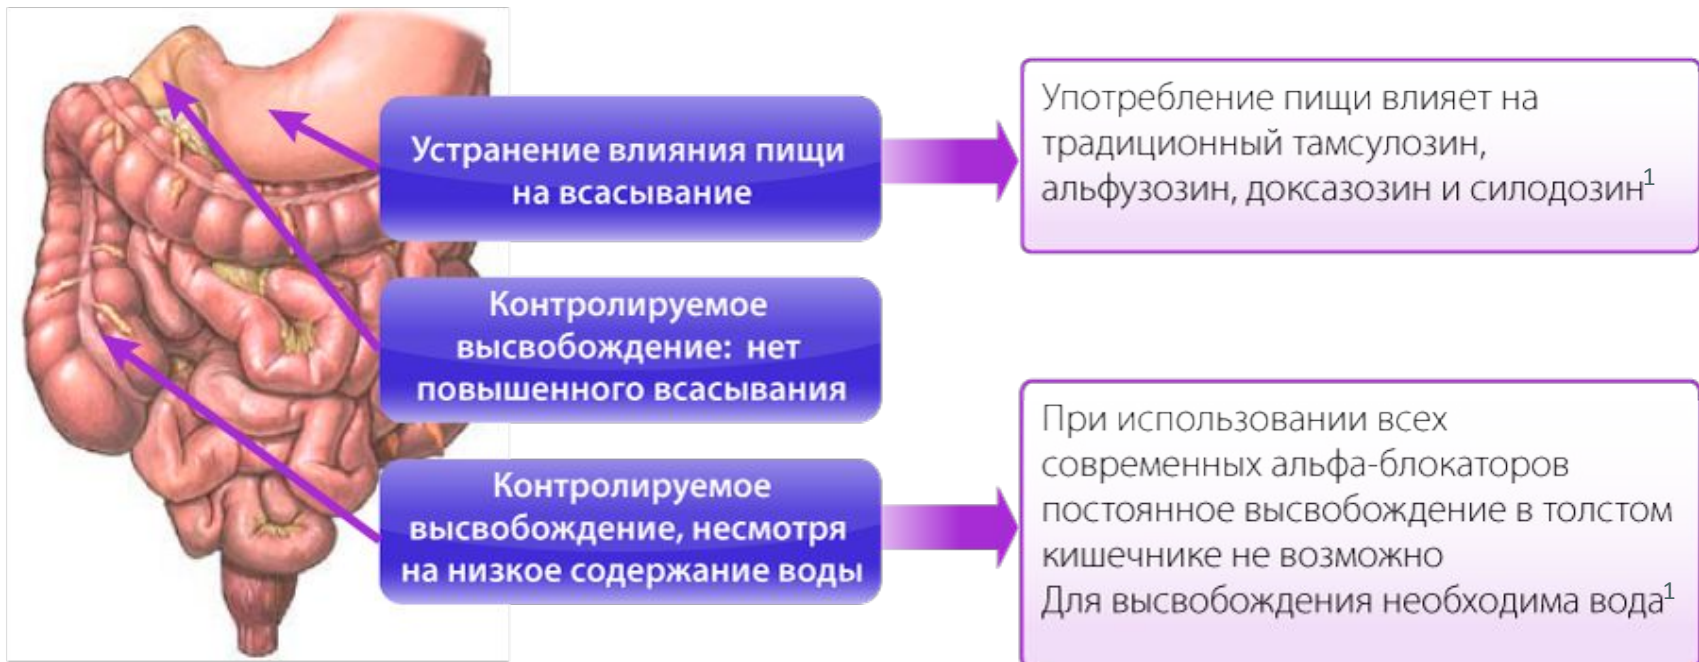 Устранение влияния пищи
на всасывание
Употребление пищи влияет на
традиционный тамсулозин,
альфузозин, доксазозин и силодозин1
Контролируемое
высвобождение: нет
повышенного всасывания
Контролируемое
высвобождение, несмотря
на низкое содержание воды
При использовании всех
современных альфа-блокаторов
постоянное высвобождение в толстом
кишечнике не возможно
Для высвобождения необходима вода1